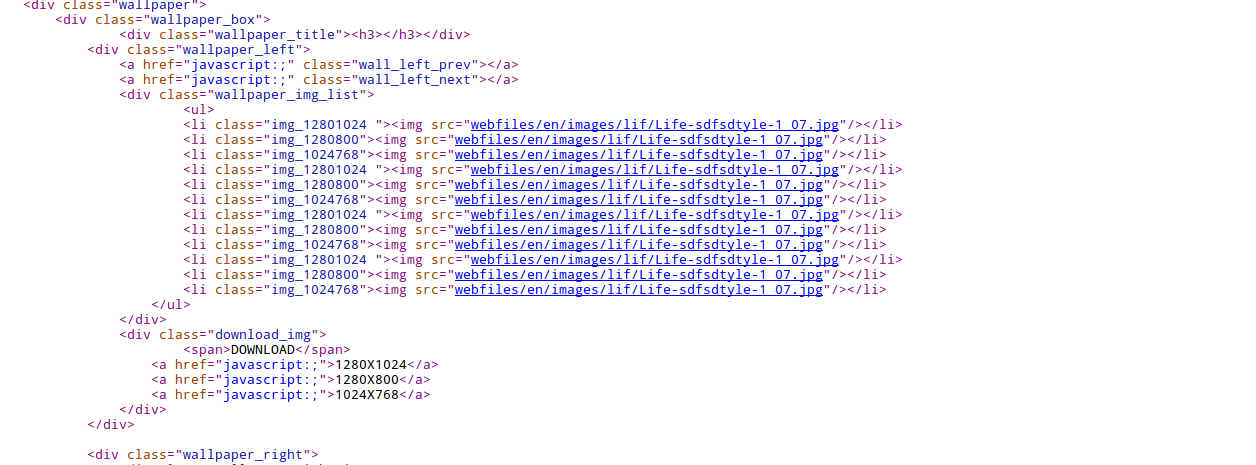 <div class="wallpaper">
<div class="wallpaper_box">
<div class="wallpaper_title"><h3></h3></div>
<div class="wallpaper_left">
<a href="javascript:;" class="wall_left_prev"></a>
<a href="javascript:;" class="wall_left_next"></a>
<div class="wallpaper_img_list">
<ul>
<li class="img_12801024 "><img src="webfiles/en/images/lif/Life-sdfsdtyle-1_07.jpg"/></li>
<li class="img_1280800"><img src="webfiles/en/images/lif/Life-sdfsdtyle-1_07.jpg"/></li>
<li class="img_1024768"><img src="webfiles/en/images/lif/Life-sdfsdtyle-1_07.jpg"/></li>
<li class="img_12801024 "><img src="webfiles/en/images/lif/Life-sdfsdtyle-1_07.jpg"/></li>
<li class="img_1280800"><img src="webfiles/en/images/lif/Life-sdfsdtyle-1_07.jpg"/></li>
<li class="img_1024768"><img src="webfiles/en/images/lif/Life-sdfsdtyle-1_07.jpg"/></li>
<li class="img_12801024 "><img src="webfiles/en/images/lif/Life-sdfsdtyle-1_07.jpg"/></li>
<li class="img_1280800"><img src="webfiles/en/images/lif/Life-sdfsdtyle-1_07.jpg"/></li>
<li class="img_1024768"><img src="webfiles/en/images/lif/Life-sdfsdtyle-1_07.jpg"/></li>
<li class="img_12801024 "><img src="webfiles/en/images/lif/Life-sdfsdtyle-1_07.jpg"/></li>
<li class="img_1280800"><img src="webfiles/en/images/lif/Life-sdfsdtyle-1_07.jpg"/></li>
<li class="img_1024768"><img src="webfiles/en/images/lif/Life-sdfsdtyle-1_07.jpg"/></li>
</ul>
</div>
<div class="download_img">
<span>DOWNLOAD</span>
<a href="javascript:;">1280X1024</a>
<a href="javascript:;">1280X800</a>
<a href="javascript:;">1024X768</a>
</div>
</div>
<div class="wallpaper_right">